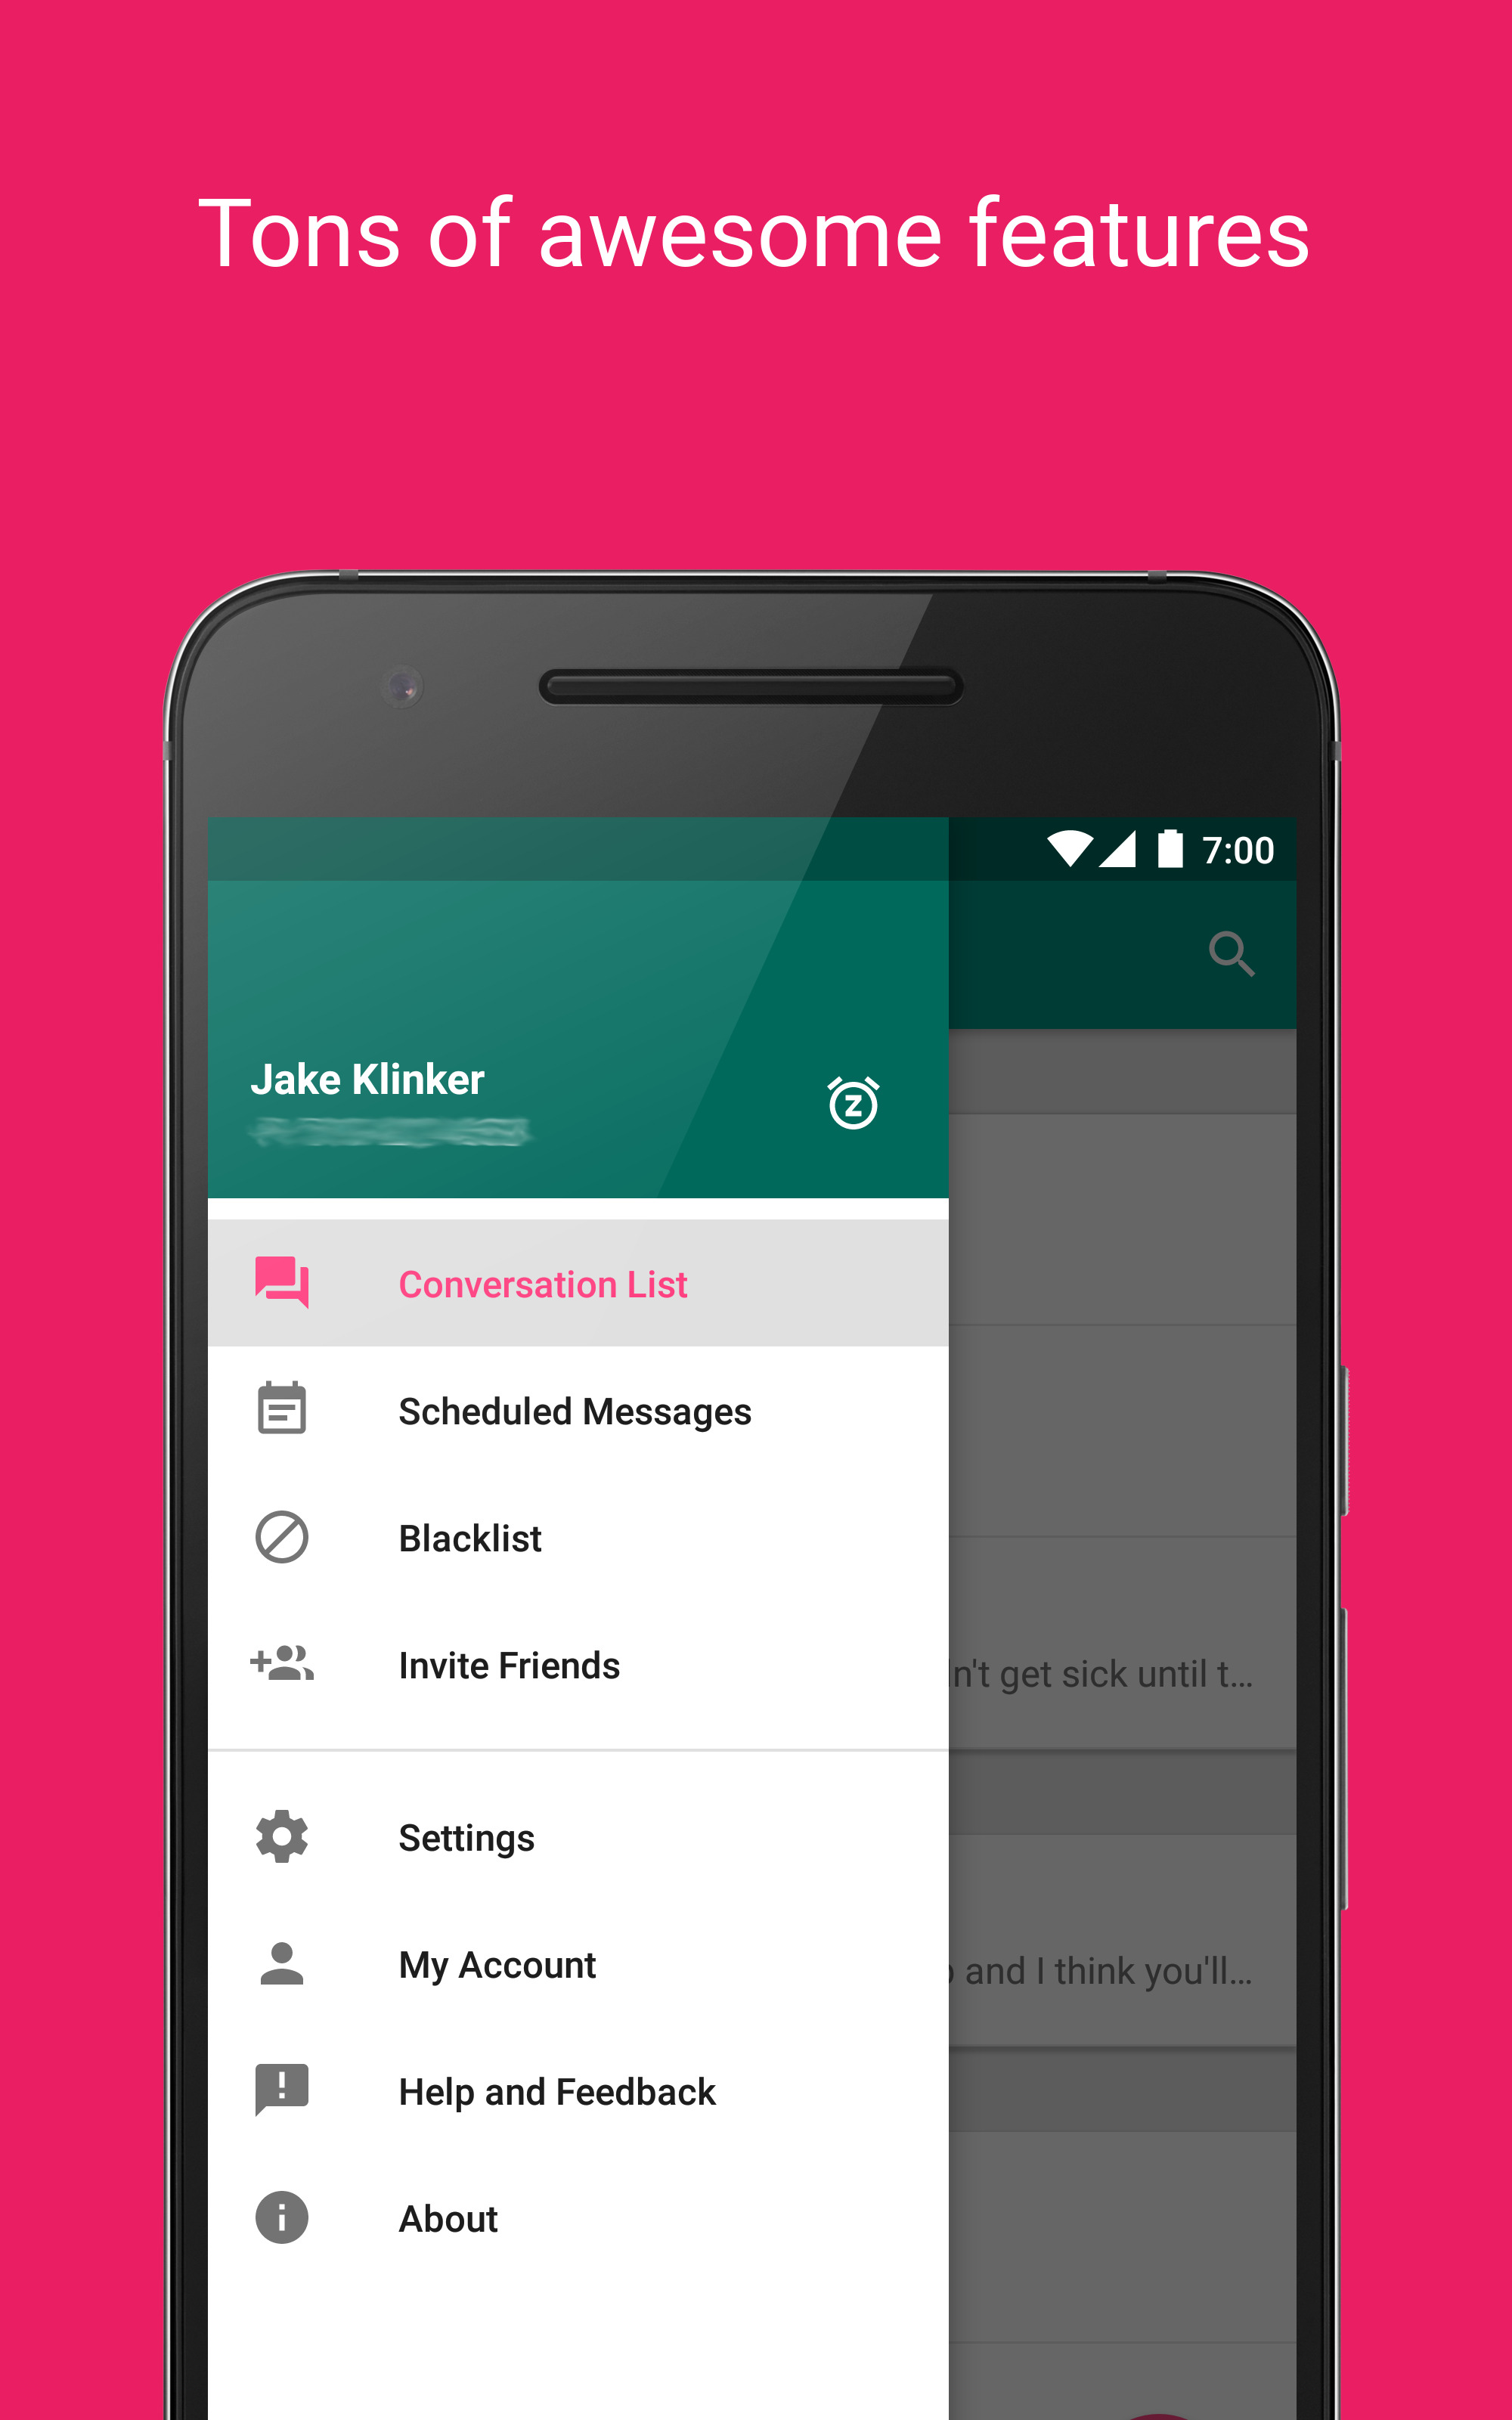 Tons of awesome features
7:00
Jake Klinker
Conversation List
Scheduled Messages
Blacklist
Invite Friends
n't get sick until t...
Settings
My Account
and I think you'll...
Help and Feedback
About